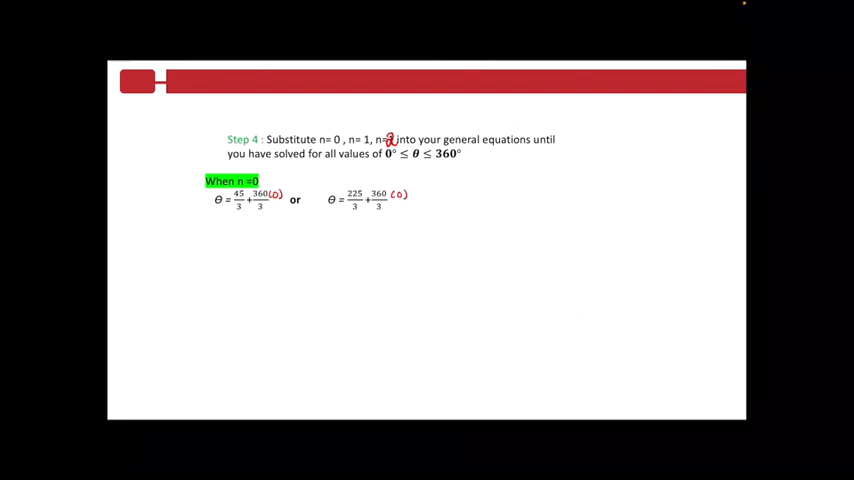 Step 4 : Substitute n= 0 , n= 1, n=2 into your general equations until
you have solved for all values of 0° ≤ θ ≤ 360°
When n =0
θ = 45/3 + 360/3 (0) or θ = 225/3 + 360/3 (0)